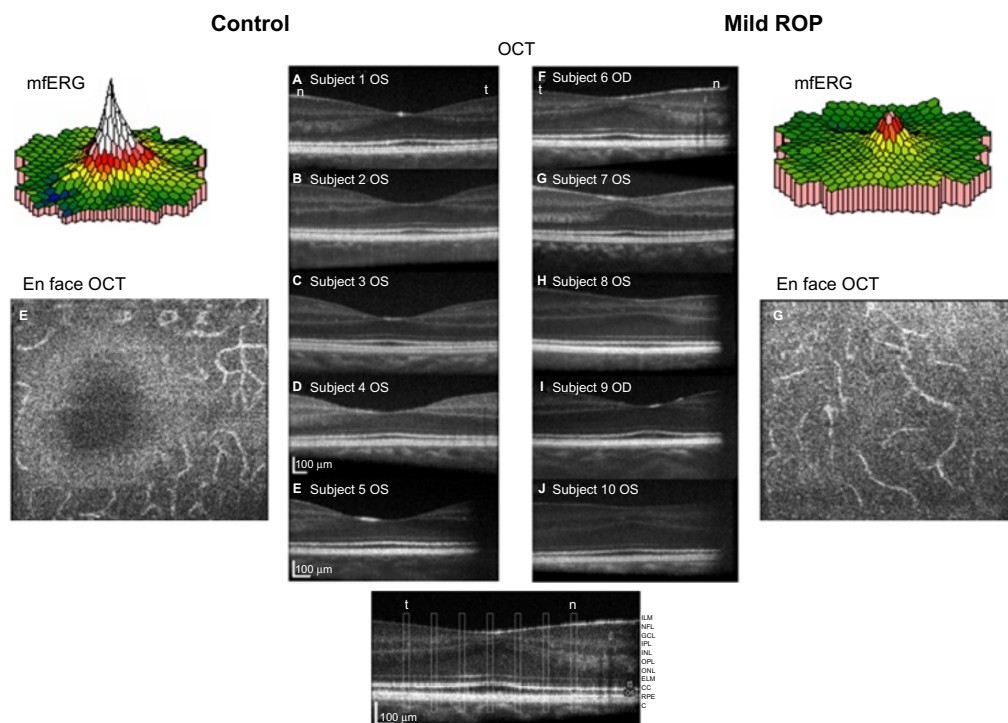 Control
Mild ROP
OCT
mfERG
A Subject 1 OS
n t
B Subject 2 OS
C Subject 3 OS
D Subject 4 OS
100 µm
E Subject 5 OS
100 µm
F Subject 6 OD
t n
G Subject 7 OS
H Subject 8 OS
I Subject 9 OD
J Subject 10 OS
mfERG
En face OCT
E
En face OCT
G
t n
100 µm
ILM
NFL
GCL
IPL
INL
OPL
ONL
ELM
CC
RPE
C